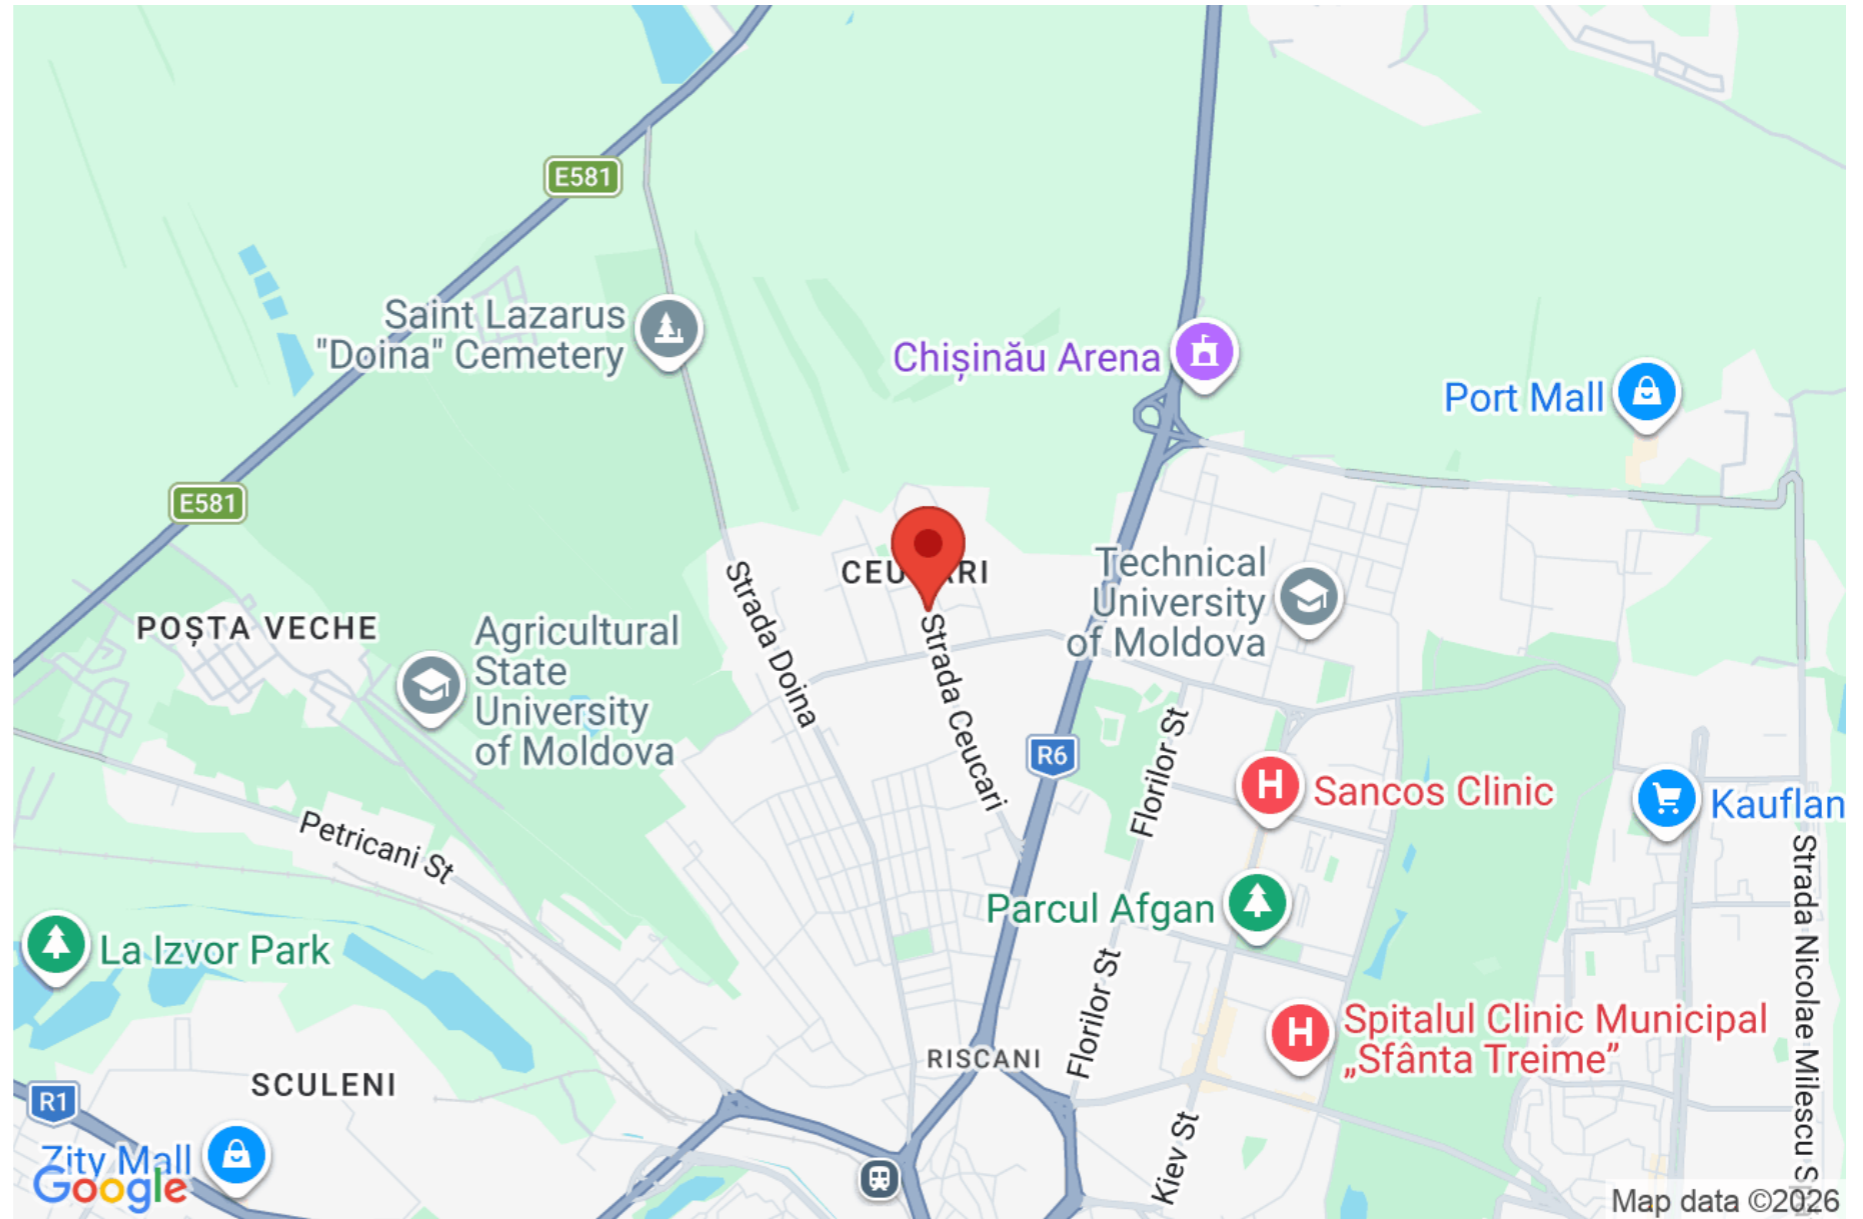 E581
Saint Lazarus
"Doina" Cemetery
Chișinău Arena
Port Mall
E581
CEU
RI
Technical
University
of Moldova
Strada Doina
POȘTA VECHE
Agricultural
State
University
of Moldova
Strada Ceucari
R6
Florilor St
Sancos Clinic
Kauflan
Petricani St
Parcul Afgan
La Izvor Park
Strada Nicolae Milescu S
Florilor St
Spitalul Clinic Municipal
„Sfânta Treime”
RISCANI
SCULENI
R1
Zity Mall
Kiev St
Google
Map data ©2026